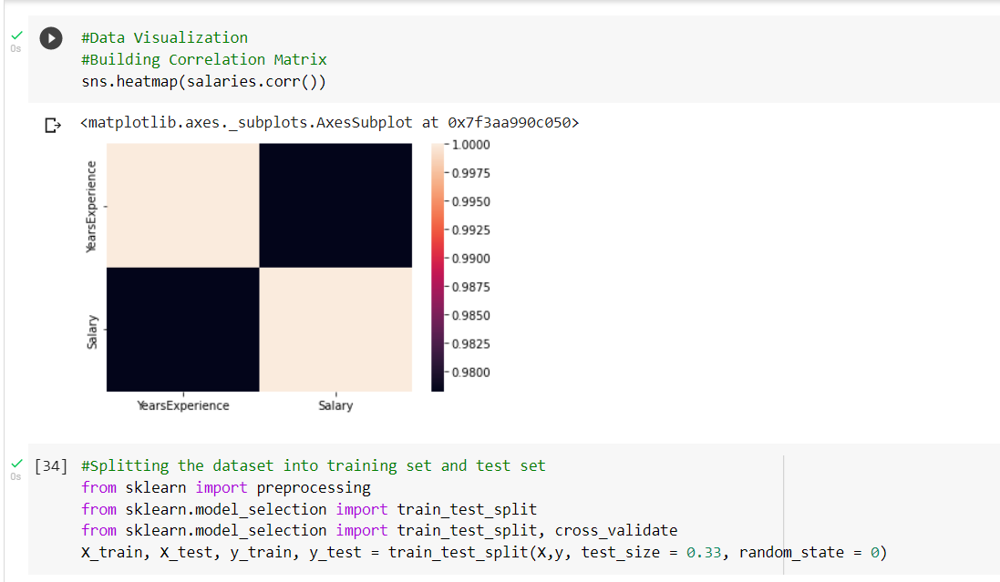 0s
#Data Visualization
#Building Correlation Matrix
sns.heatmap(salaries.corr())
<matplotlib.axes._subplots.AxesSubplot at 0x7f3aa990c050>
YearsExperience
Salary
1.0000
0.9975
0.9950
0.9925
0.9900
0.9875
0.9850
0.9825
0.9800
YearsExperience
Salary
0s
[34]
#Splitting the dataset into training set and test set
from sklearn import preprocessing
from sklearn.model_selection import train_test_split
from sklearn.model_selection import train_test_split, cross_validate
X_train, X_test, y_train, y_test = train_test_split(X,y, test_size = 0.33, random_state = 0)